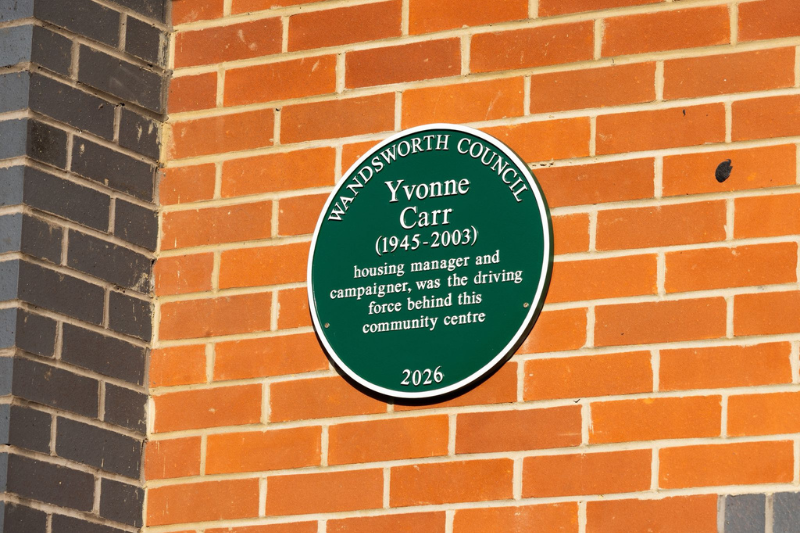 WANDSWORTH COUNCIL
Yvonne
Carr
(1945-2003)
housing manager and
campaigner, was the driving
force behind this
community centre
2026